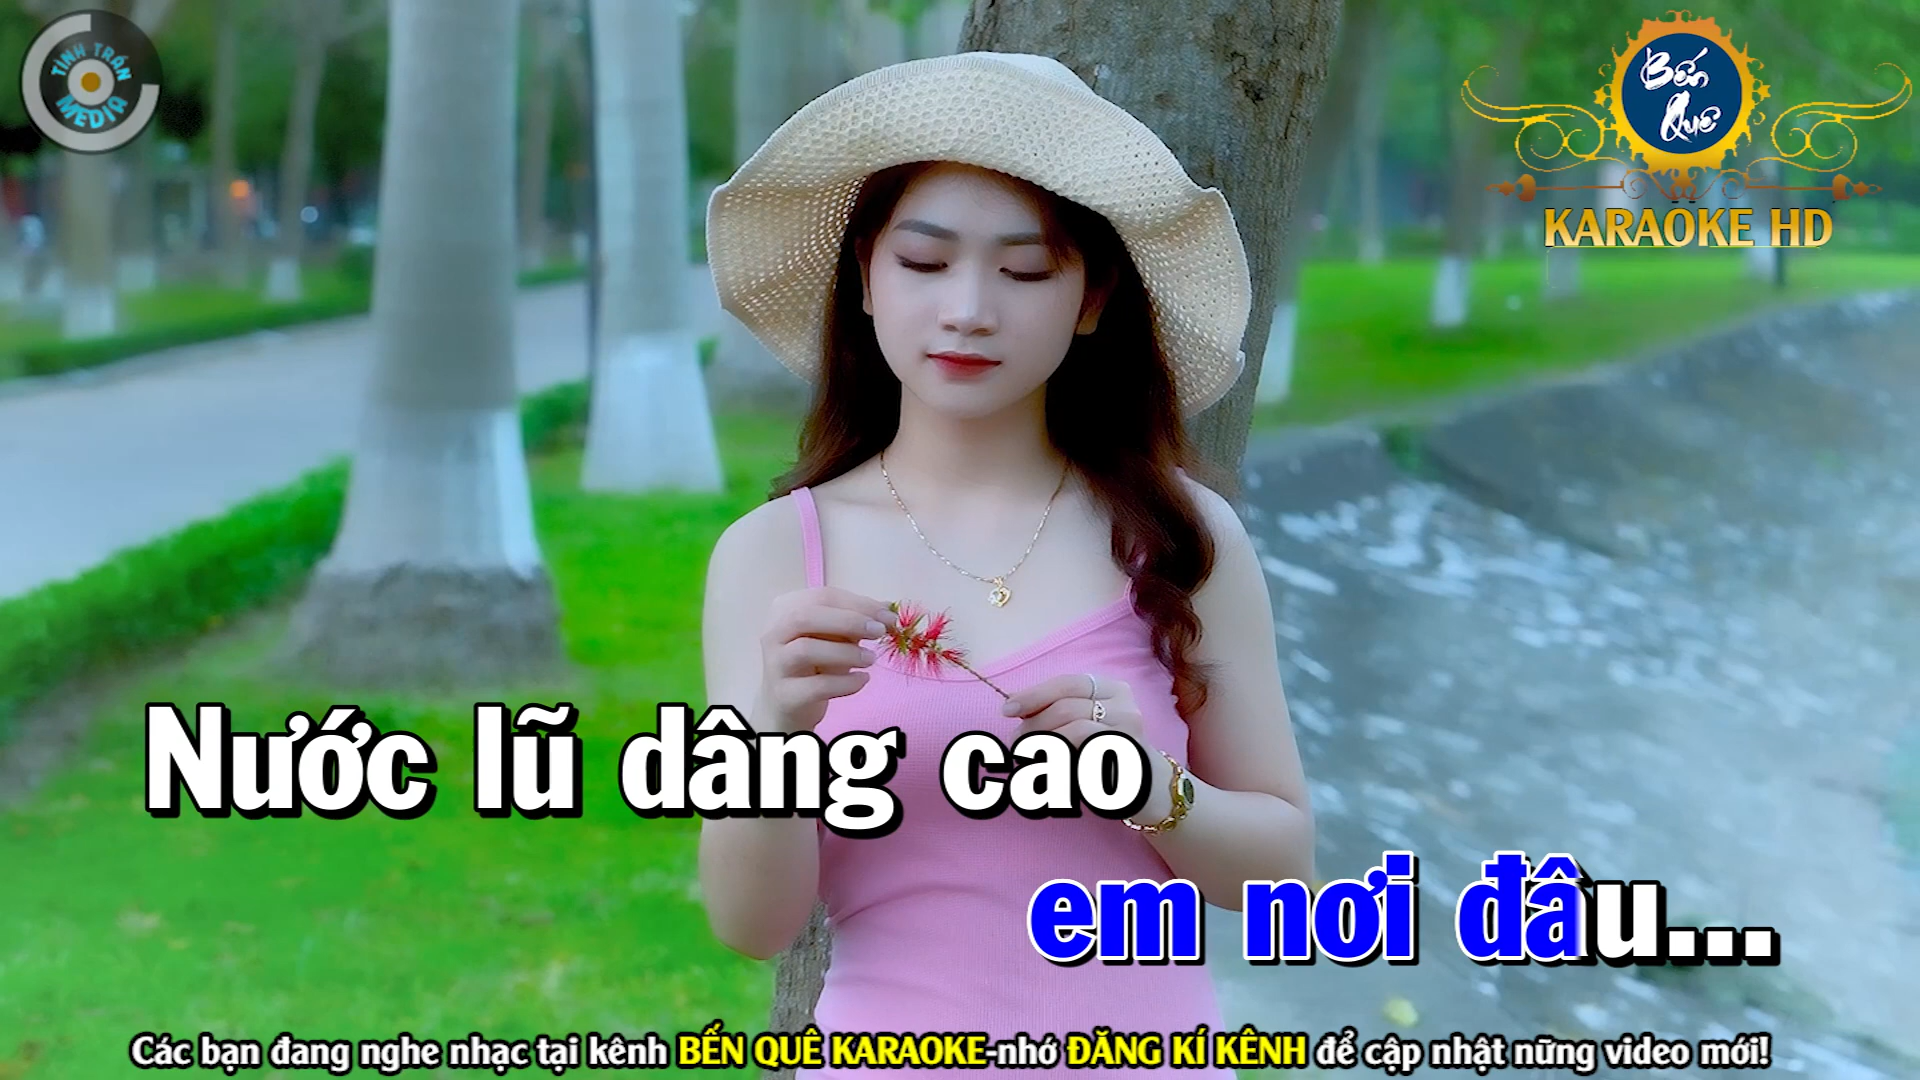 TÌNH TRẦN
MEDIA
Bến
Quê
KARAOKE HD
Nước lũ dâng cao
em nơi đâu...
Các bạn đang nghe nhạc tại kênh BẾN QUÊ KARAOKE-nhớ ĐĂNG KÍ KÊNH để cập nhật nững video mới!